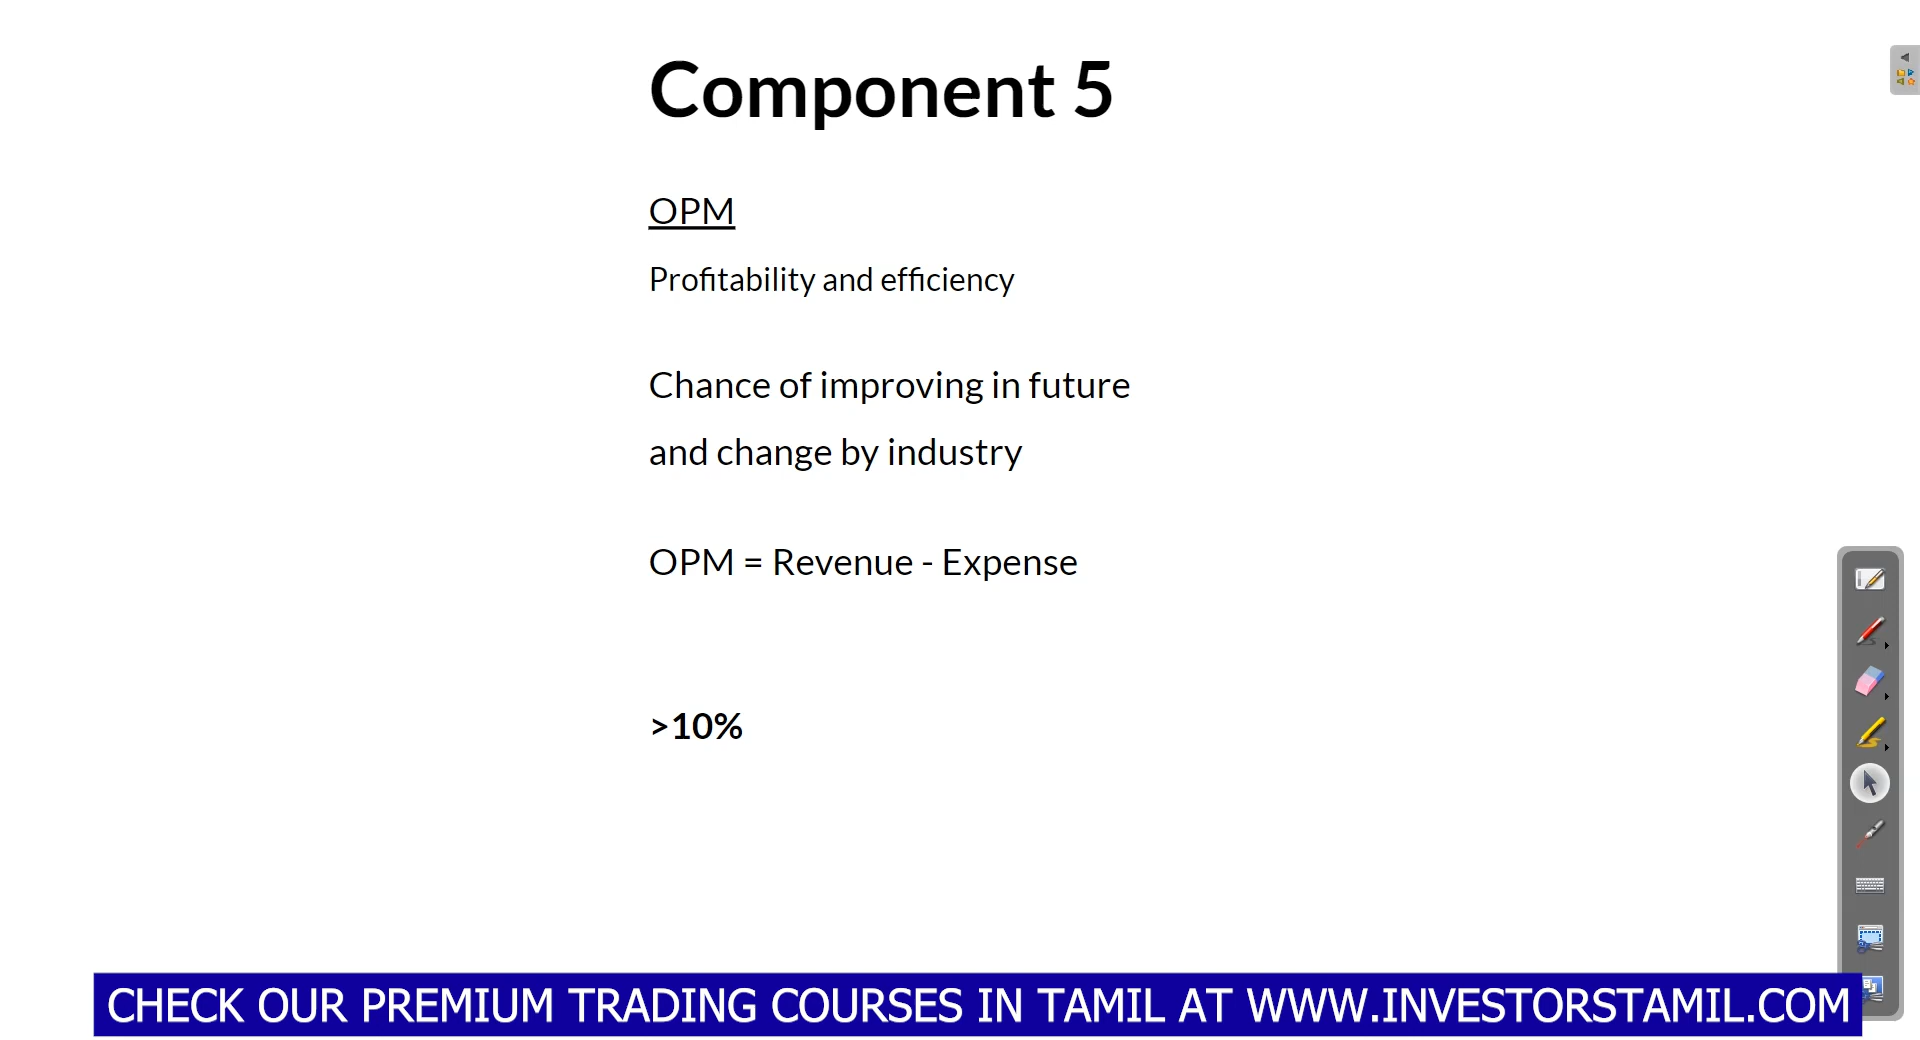 Component 5
OPM
Profitability and efficiency
Chance of improving in future
and change by industry
OPM = Revenue - Expense
>10%
CHECK OUR PREMIUM TRADING COURSES IN TAMIL AT WWW.INVESTORSTAMIL.COM